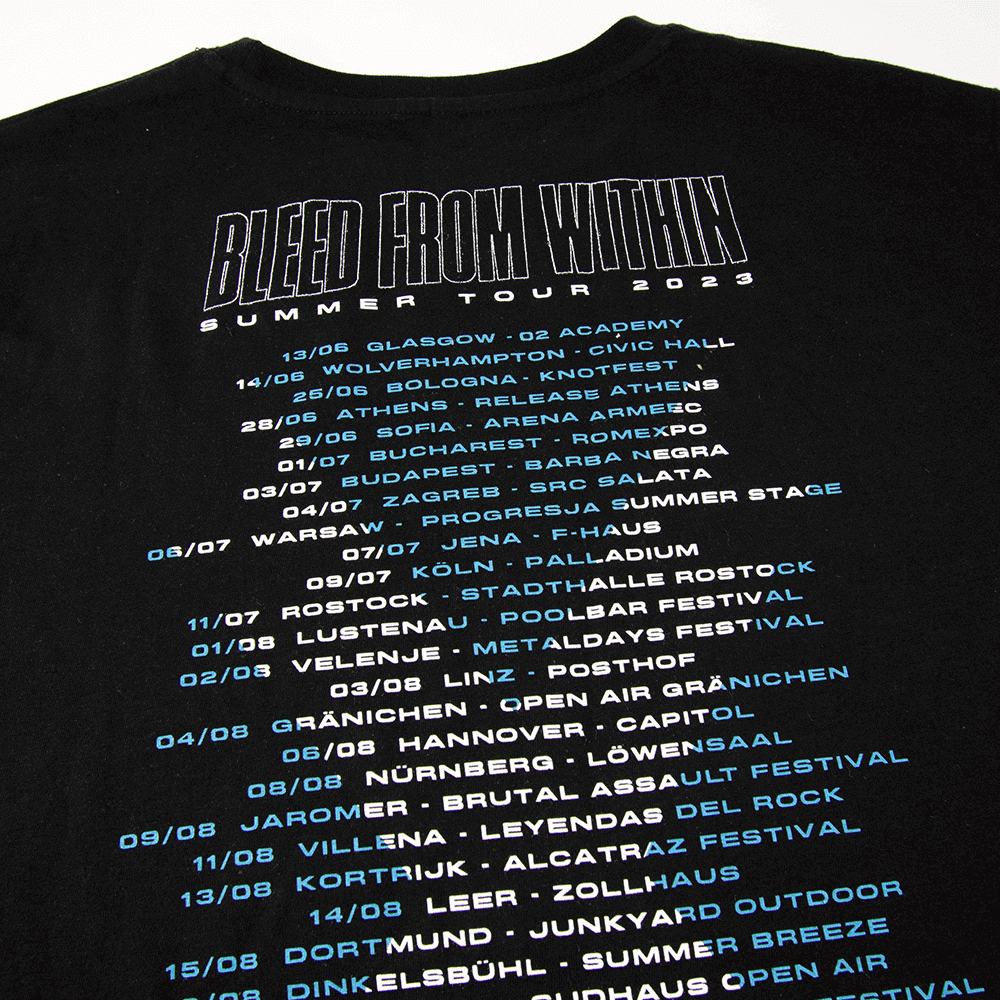 BLEED FROM WITHIN
SUMMER TOUR 2023
13/06 GLASGOW - 02 ACADEMY
14/06 WOLVERHAMPTON - CIVIC HALL
25/06 BOLOGNA - KNOTFEST
28/06 ATHENS - RELEASE ATHENS
29/06 SOFIA - ARENA ARMEEC
01/07 BUCHAREST - ROMEXPO
03/07 BUDAPEST - BARBA NEGRA
04/07 ZAGREB - SRC SALATA
06/07 WARSAW - PROGRESJA SUMMER STAGE
07/07 JENA - F-HAUS
09/07 KÖLN - PALLADIUM
11/07 ROSTOCK - STADTHALLE ROSTOCK
01/08 LUSTENAU - POOLBAR FESTIVAL
02/08 VELENJE - METALDAYS FESTIVAL
03/08 LINZ - POSTHOF
04/08 GRÄNICHEN - OPEN AIR GRÄNICHEN
06/08 HANNOVER - CAPITOL
08/08 NÜRNBERG - LÖWENSAAL
09/08 JAROMER - BRUTAL ASSAULT FESTIVAL
11/08 VILLENA - LEYENDAS DEL ROCK
13/08 KORTRIJK - ALCATRAZ FESTIVAL
14/08 LEER - ZOLLHAUS
15/08 DORTMUND - JUNKYARD OUTDOOR
DINKELSBÜHL - SUMMER BREEZE
OPEN AIR
FESTIVAL